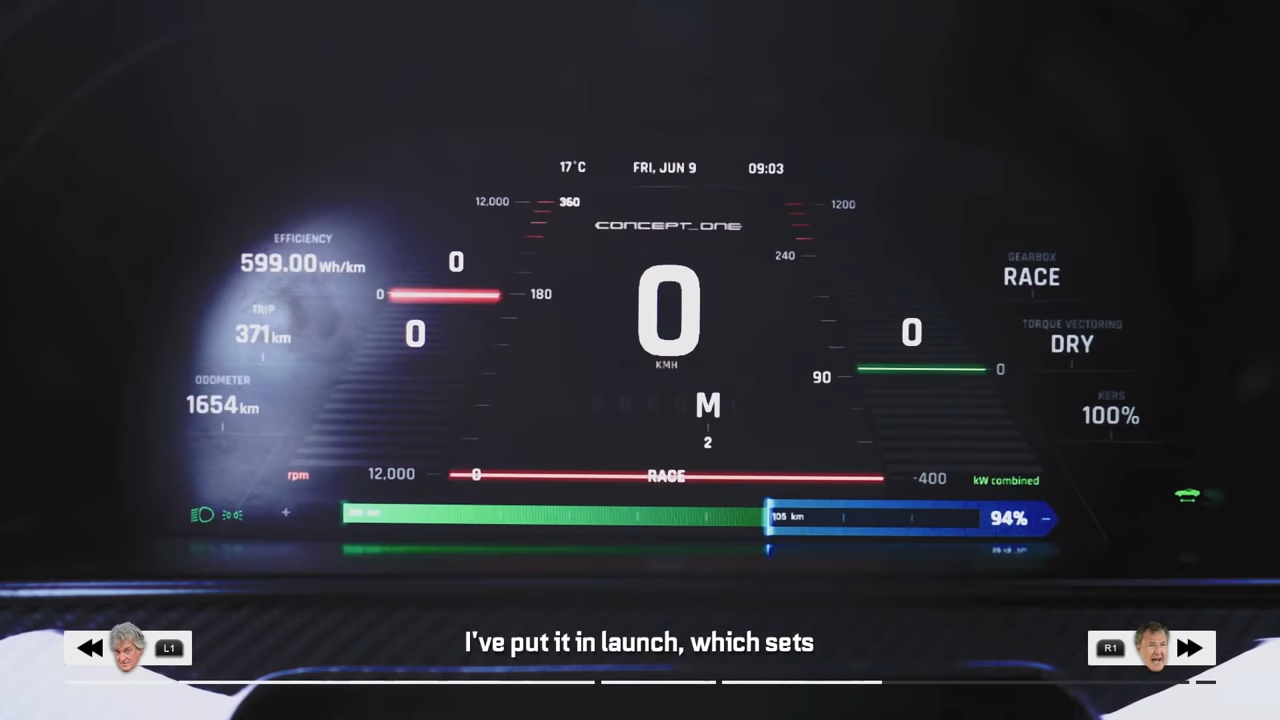 17°C FRI, JUN 9 09:03
12,000 360 1200
CONCEPT_ONE
EFFICIENCY
599.00 Wh/km
0
240
GEARBOX
RACE
0 180
0
KMH
TRIP
371 km
0
0
TORQUE VECTORING
DRY
90 0
ODOMETER
1654 km
M
2
KERS
100%
rpm 12,000 0 RACE -400 kW combined
+ 105 km 94% –
I've put it in launch, which sets
L1
R1